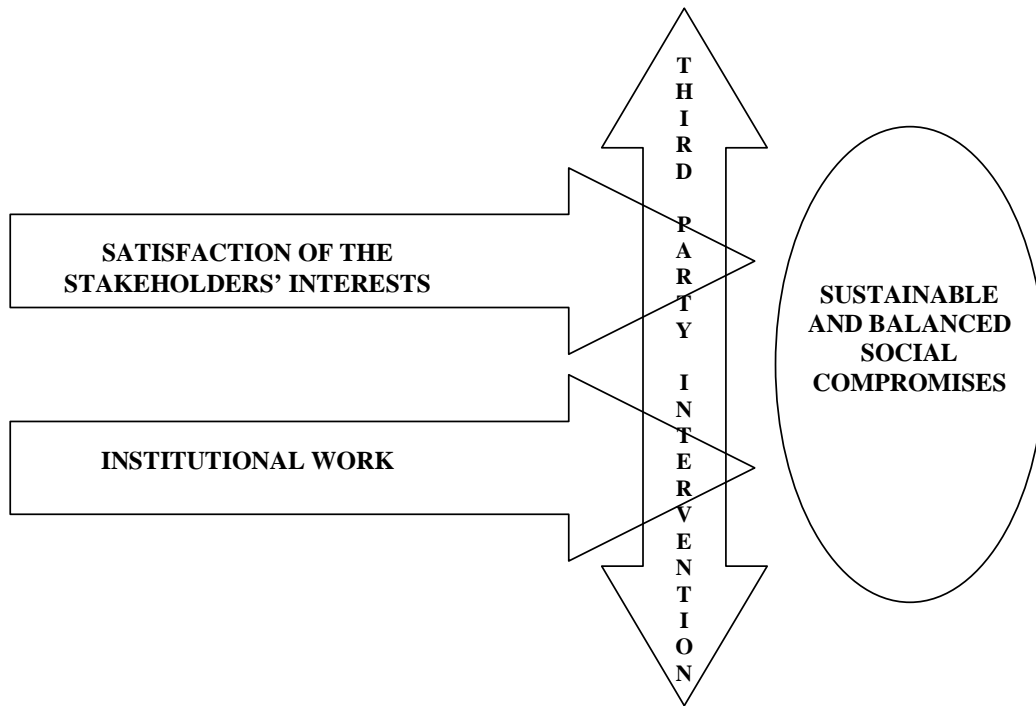 THIRD PARTY INTERVENTION
SATISFACTION OF THE
STAKEHOLDERS’ INTERESTS
INSTITUTIONAL WORK
SUSTAINABLE
AND BALANCED
SOCIAL
COMPROMISES